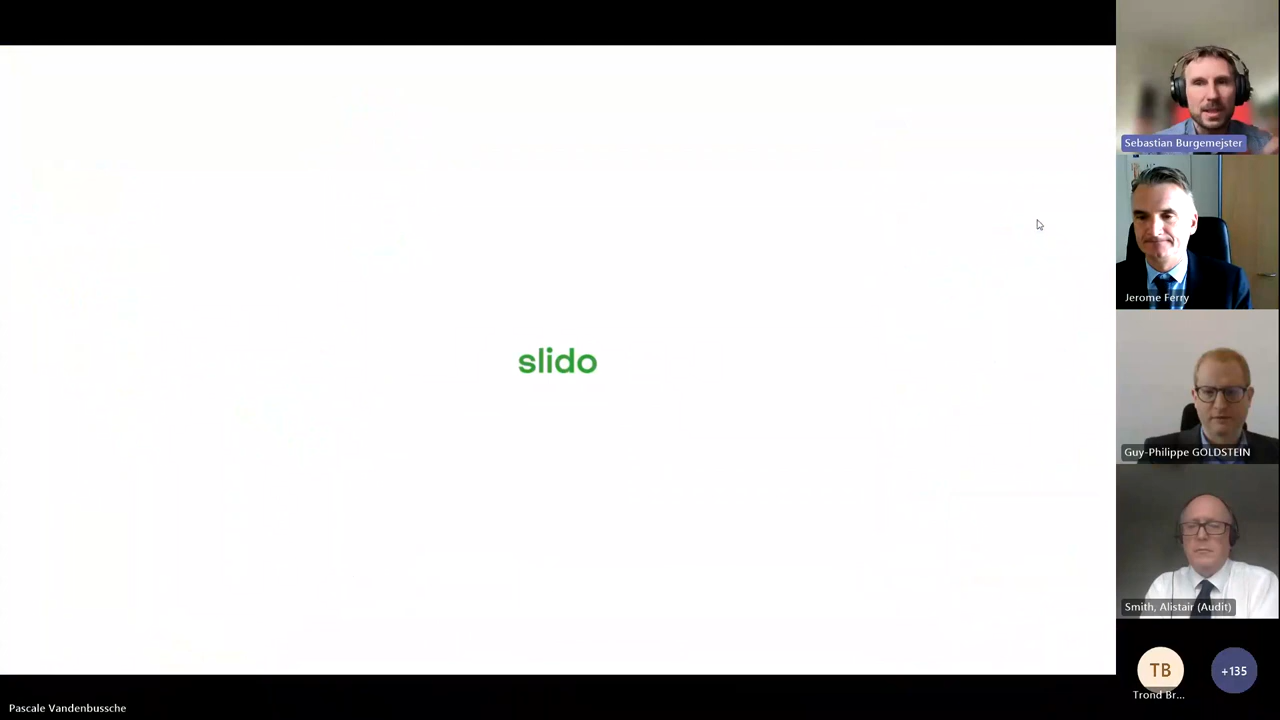 slido
Sebastian Burgemejster
Jerome Ferry
Guy-Philippe GOLDSTEIN
Smith, Alistair (Audit)
TB
+135
Trond Br...
Pascale Vandenbussche